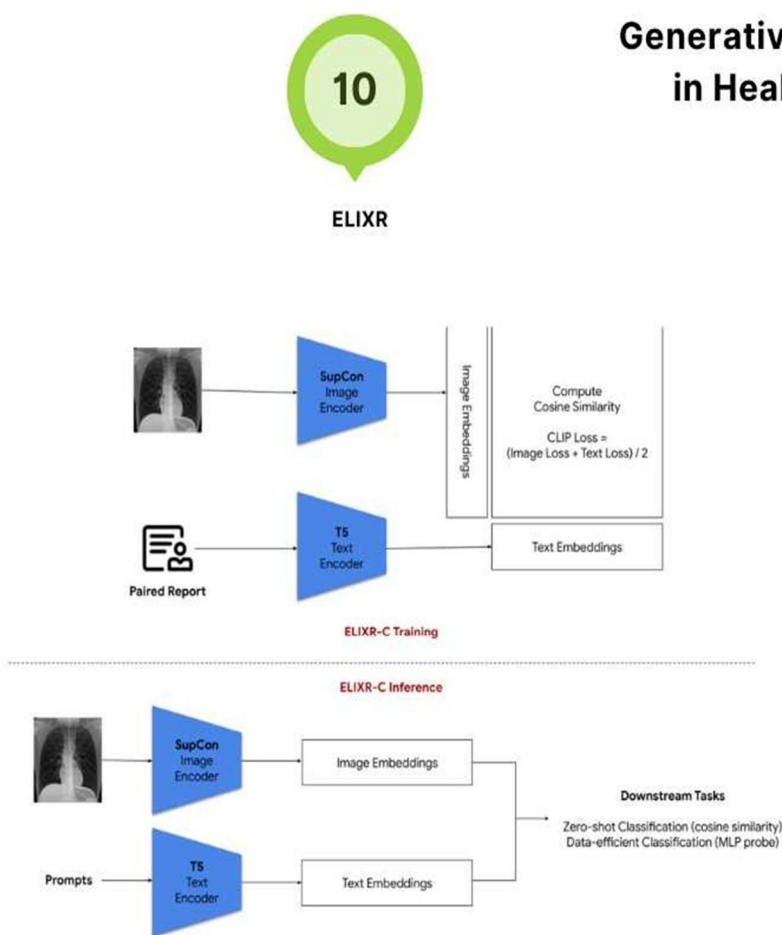 10
Generativ
in Heal
ELIXR
SupCon
Image
Encoder
Image Embeddings
Compute
Cosine Similarity
CLIP Loss =
(Image Loss + Text Loss) / 2
T5
Text
Encoder
Text Embeddings
Paired Report
ELIXR-C Training
ELIXR-C Inference
SupCon
Image
Encoder
Image Embeddings
Downstream Tasks
Zero-shot Classification (cosine similarity)
Data-efficient Classification (MLP probe)
Prompts
T5
Text
Encoder
Text Embeddings